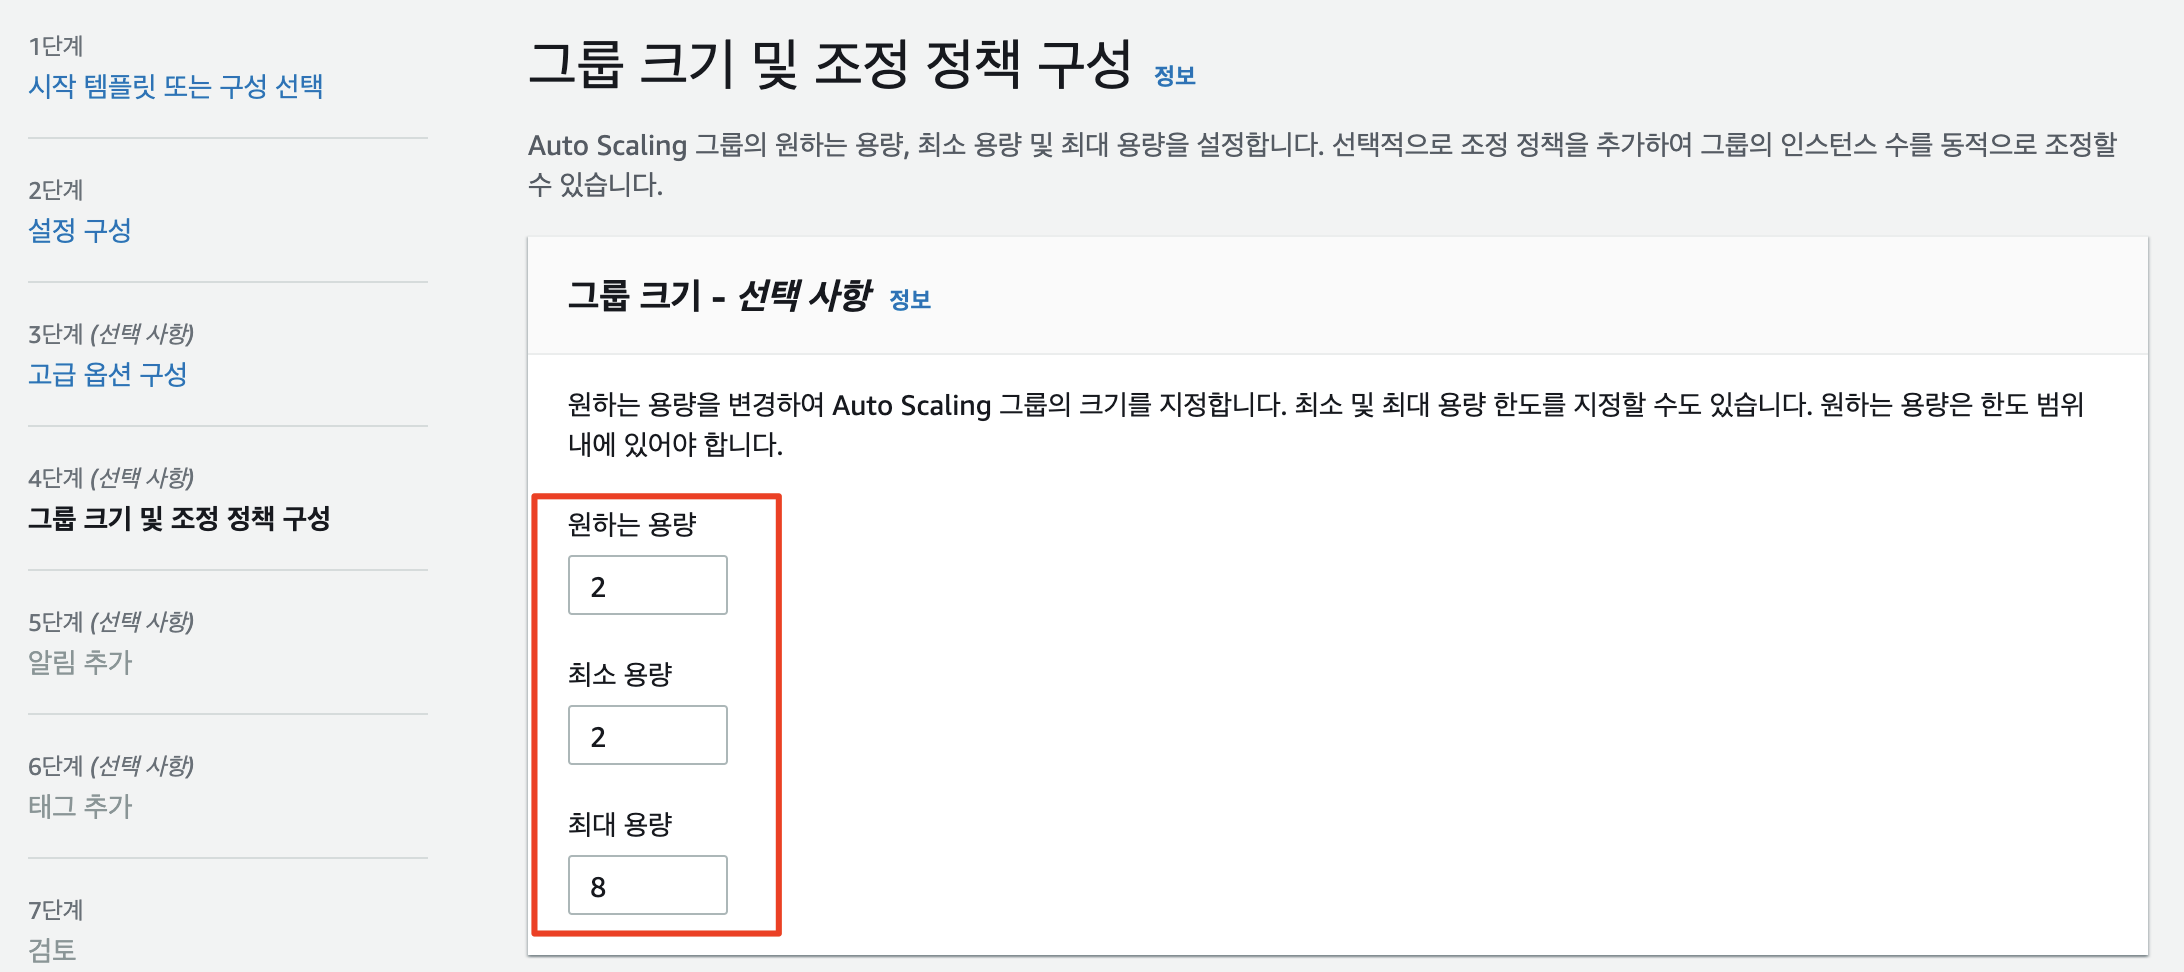 1단계
시작 템플릿 또는 구성 선택
2단계
설정 구성
3단계 (선택 사항)
고급 옵션 구성
4단계 (선택 사항)
그룹 크기 및 조정 정책 구성
5단계 (선택 사항)
알림 추가
6단계 (선택 사항)
태그 추가
7단계
검토
그룹 크기 및 조정 정책 구성 정보
Auto Scaling 그룹의 원하는 용량, 최소 용량 및 최대 용량을 설정합니다. 선택적으로 조정 정책을 추가하여 그룹의 인스턴스 수를 동적으로 조정할
수 있습니다.
그룹 크기 - 선택 사항 정보
원하는 용량을 변경하여 Auto Scaling 그룹의 크기를 지정합니다. 최소 및 최대 용량 한도를 지정할 수도 있습니다. 원하는 용량은 한도 범위
내에 있어야 합니다.
원하는 용량
2
최소 용량
2
최대 용량
8